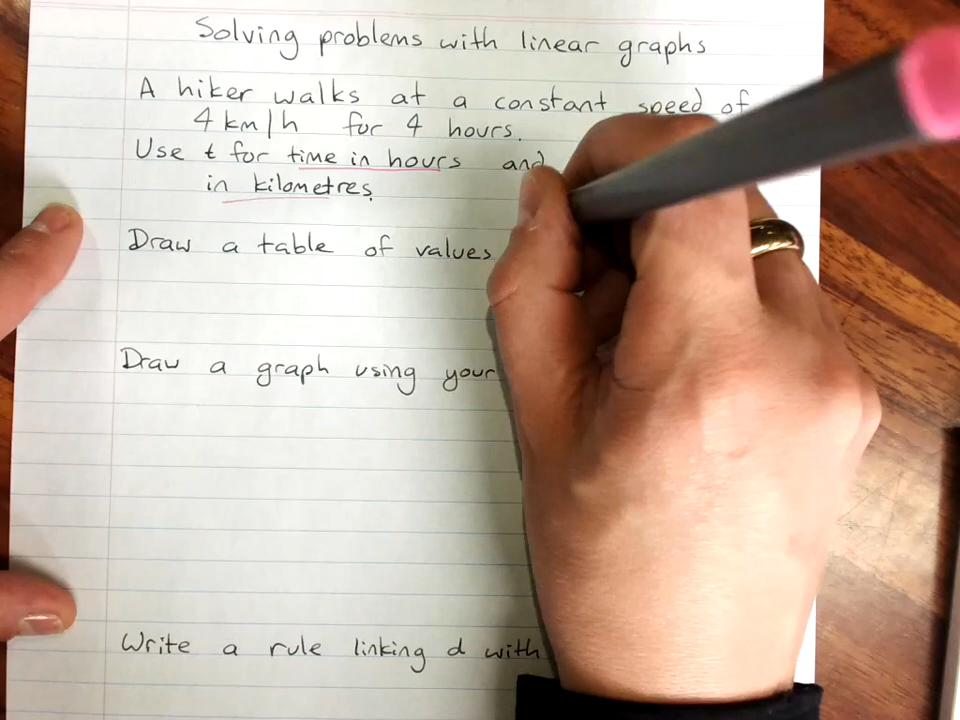 Solving problems with linear graphs
A hiker walks at a constant speed of
4 km/h for 4 hours.
Use t for time in hours and
in kilometres.
Draw a table of values
Draw a graph using your
Write a rule linking d with